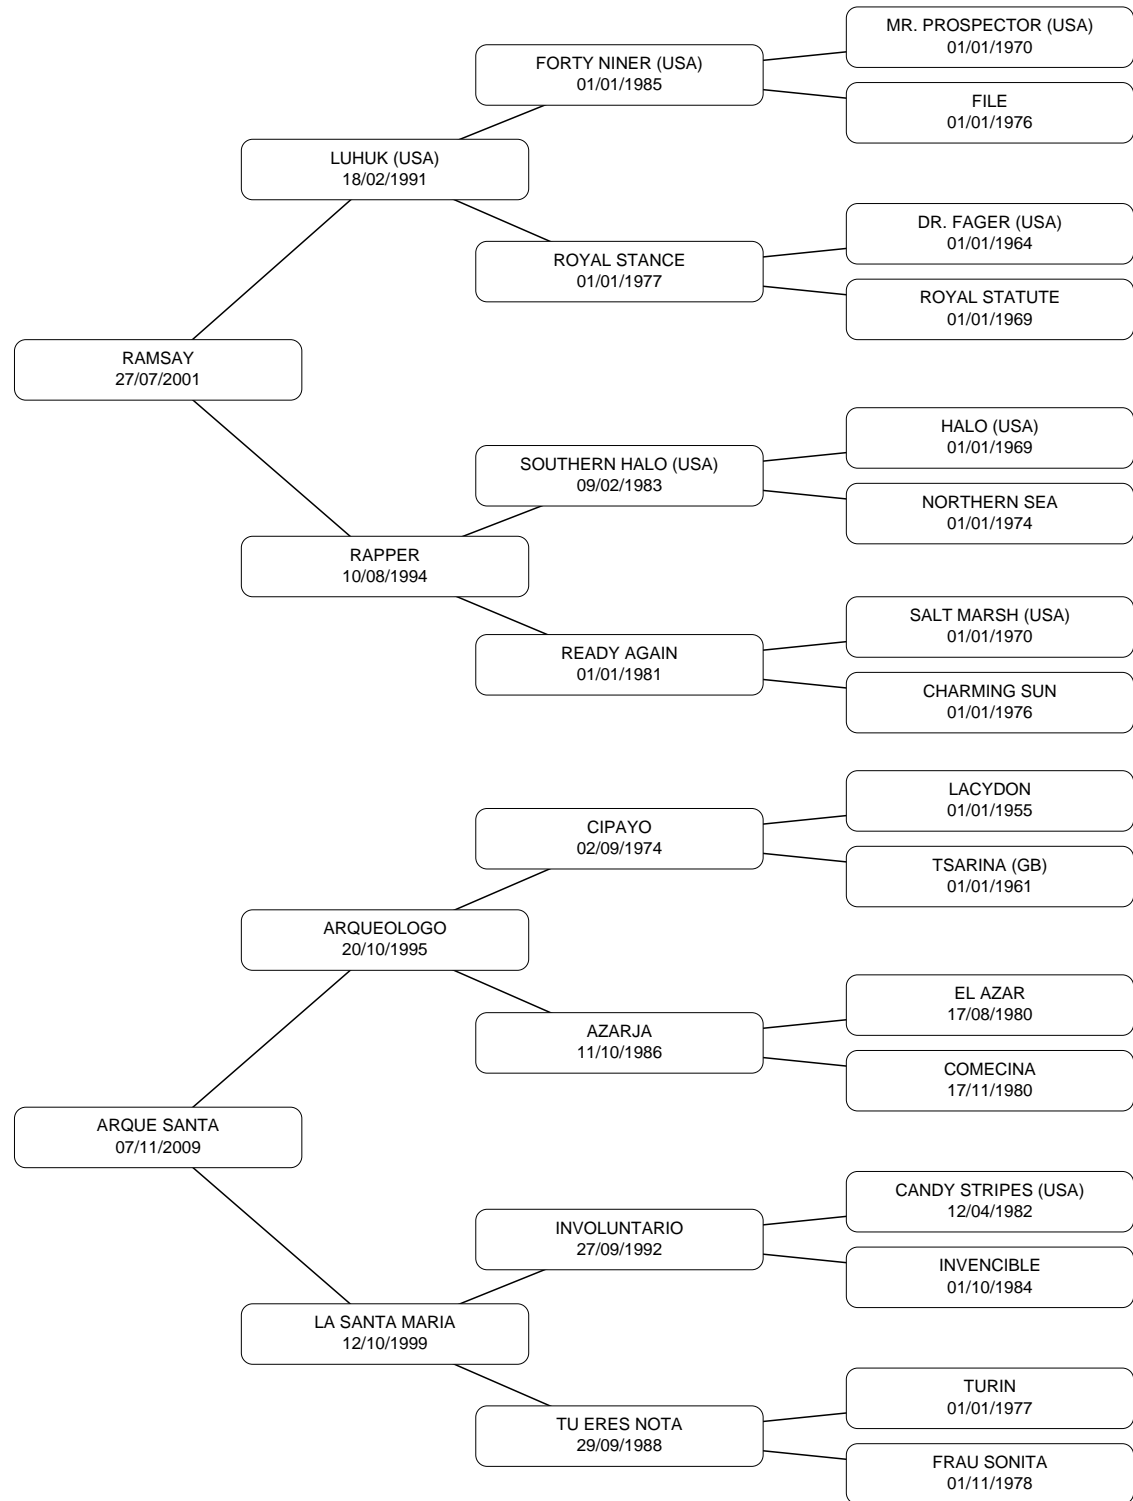 MR. PROSPECTOR (USA)
01/01/1970
FORTY NINER (USA)
01/01/1985
FILE
01/01/1976
LUHUK (USA)
18/02/1991
DR. FAGER (USA)
01/01/1964
ROYAL STANCE
01/01/1977
ROYAL STATUTE
01/01/1969
RAMSAY
27/07/2001
HALO (USA)
01/01/1969
SOUTHERN HALO (USA)
09/02/1983
NORTHERN SEA
01/01/1974
RAPPER
10/08/1994
SALT MARSH (USA)
01/01/1970
READY AGAIN
01/01/1981
CHARMING SUN
01/01/1976
LACYDON
01/01/1955
CIPAYO
02/09/1974
TSARINA (GB)
01/01/1961
ARQUEOLOGO
20/10/1995
EL AZAR
17/08/1980
AZARJA
11/10/1986
COMECINA
17/11/1980
ARQUE SANTA
07/11/2009
CANDY STRIPES (USA)
12/04/1982
INVOLUNTARIO
27/09/1992
INVENCIBLE
01/10/1984
LA SANTA MARIA
12/10/1999
TURIN
01/01/1977
TU ERES NOTA
29/09/1988
FRAU SONITA
01/11/1978